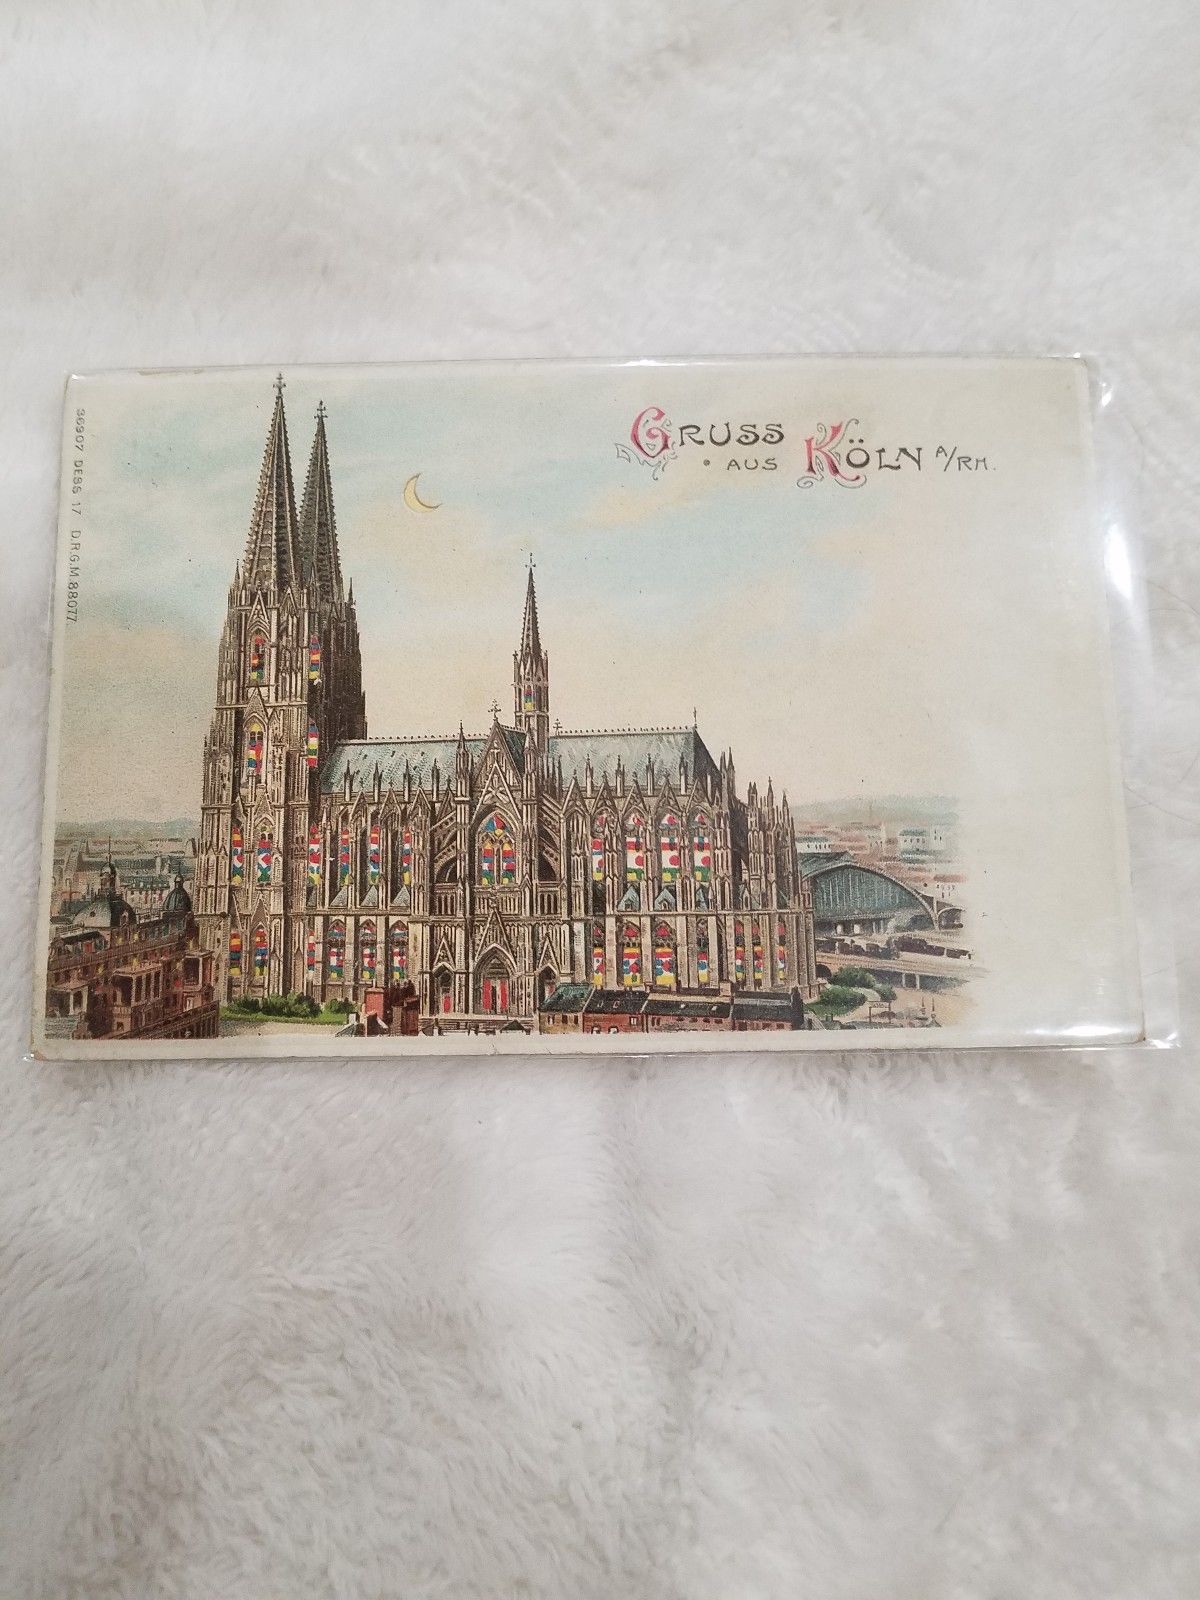 GRUSS
• AUS KÖLN A/RH.
36907 DESS 17 D.R.G.M.88077.